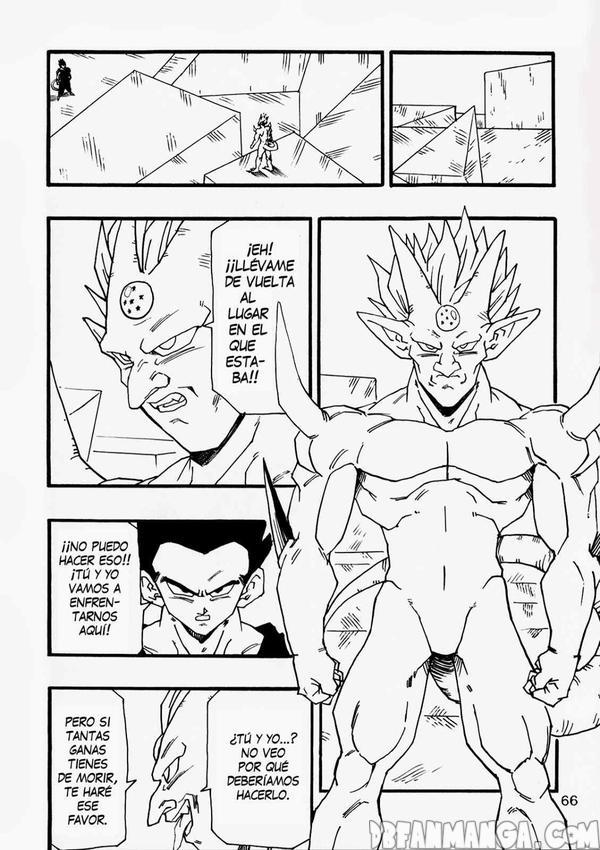 ¡EH!
¡¡LLÉVAME
DE VUELTA
AL
LUGAR
EN EL
QUE
ESTA-
BA!!
¡¡NO PUEDO
HACER ESO!!
¡TÚ Y YO
VAMOS A
ENFREN-
TARNOS
AQUÍ!
¿TÚ Y YO...?
NO VEO
POR QUÉ
DEBERÍAMOS
HACERLO.
PERO SI
TANTAS
GANAS
TIENES
DE MORIR,
TE HARÉ
ESE
FAVOR.
66
DBFANMANGA.COM